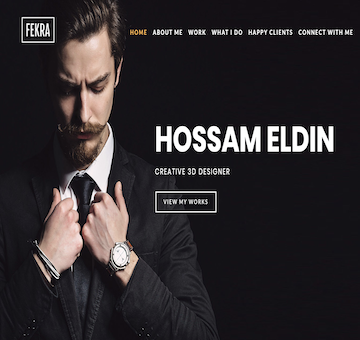 FEKRA
HOME ABOUT ME WORK WHAT I DO HAPPY CLIENTS CONNECT WITH ME
HOSSAM ELDIN
CREATIVE 3D DESIGNER
VIEW MY WORKS